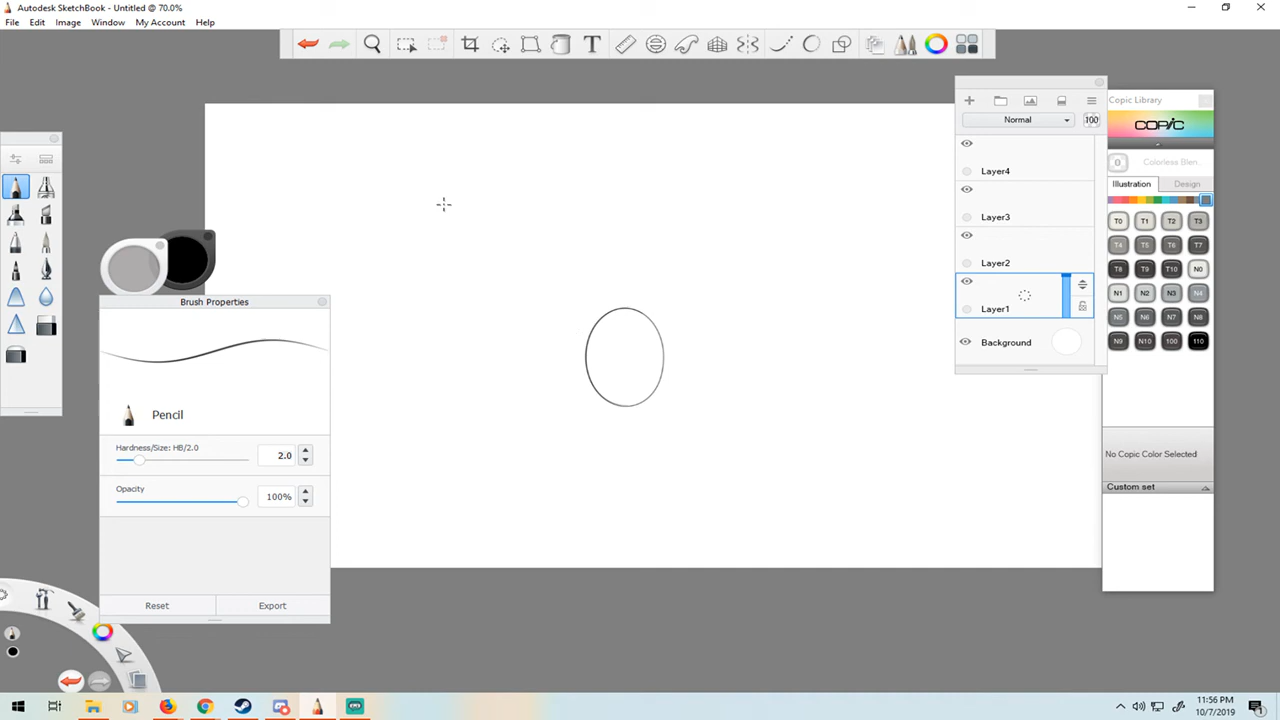 Autodesk SketchBook - Untitled @ 70.0%
File Edit Image Window My Account Help
Normal 100
Layer4
Layer3
Layer2
Layer1
Background
Copic Library
COPIC
0 Colorless Blen..
Illustration Design
T0 T1 T2 T3
T4 T5 T6 T7
T8 T9 T10 N0
N1 N2 N3 N4
N5 N6 N7 N8
N9 N10 100 110
No Copic Color Selected
Custom set
Brush Properties
Pencil
Hardness/Size: HB/2.0
2.0
Opacity
100%
Reset Export
11:56 PM
10/7/2019
1